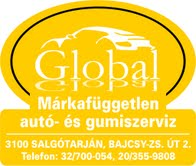 Global
Márkafüggetlen
autó- és gumiszerviz
3100 SALGÓTARJÁN, BAJCSY-ZS. ÚT 2.
Telefon: 32/700-054, 20/355-9808